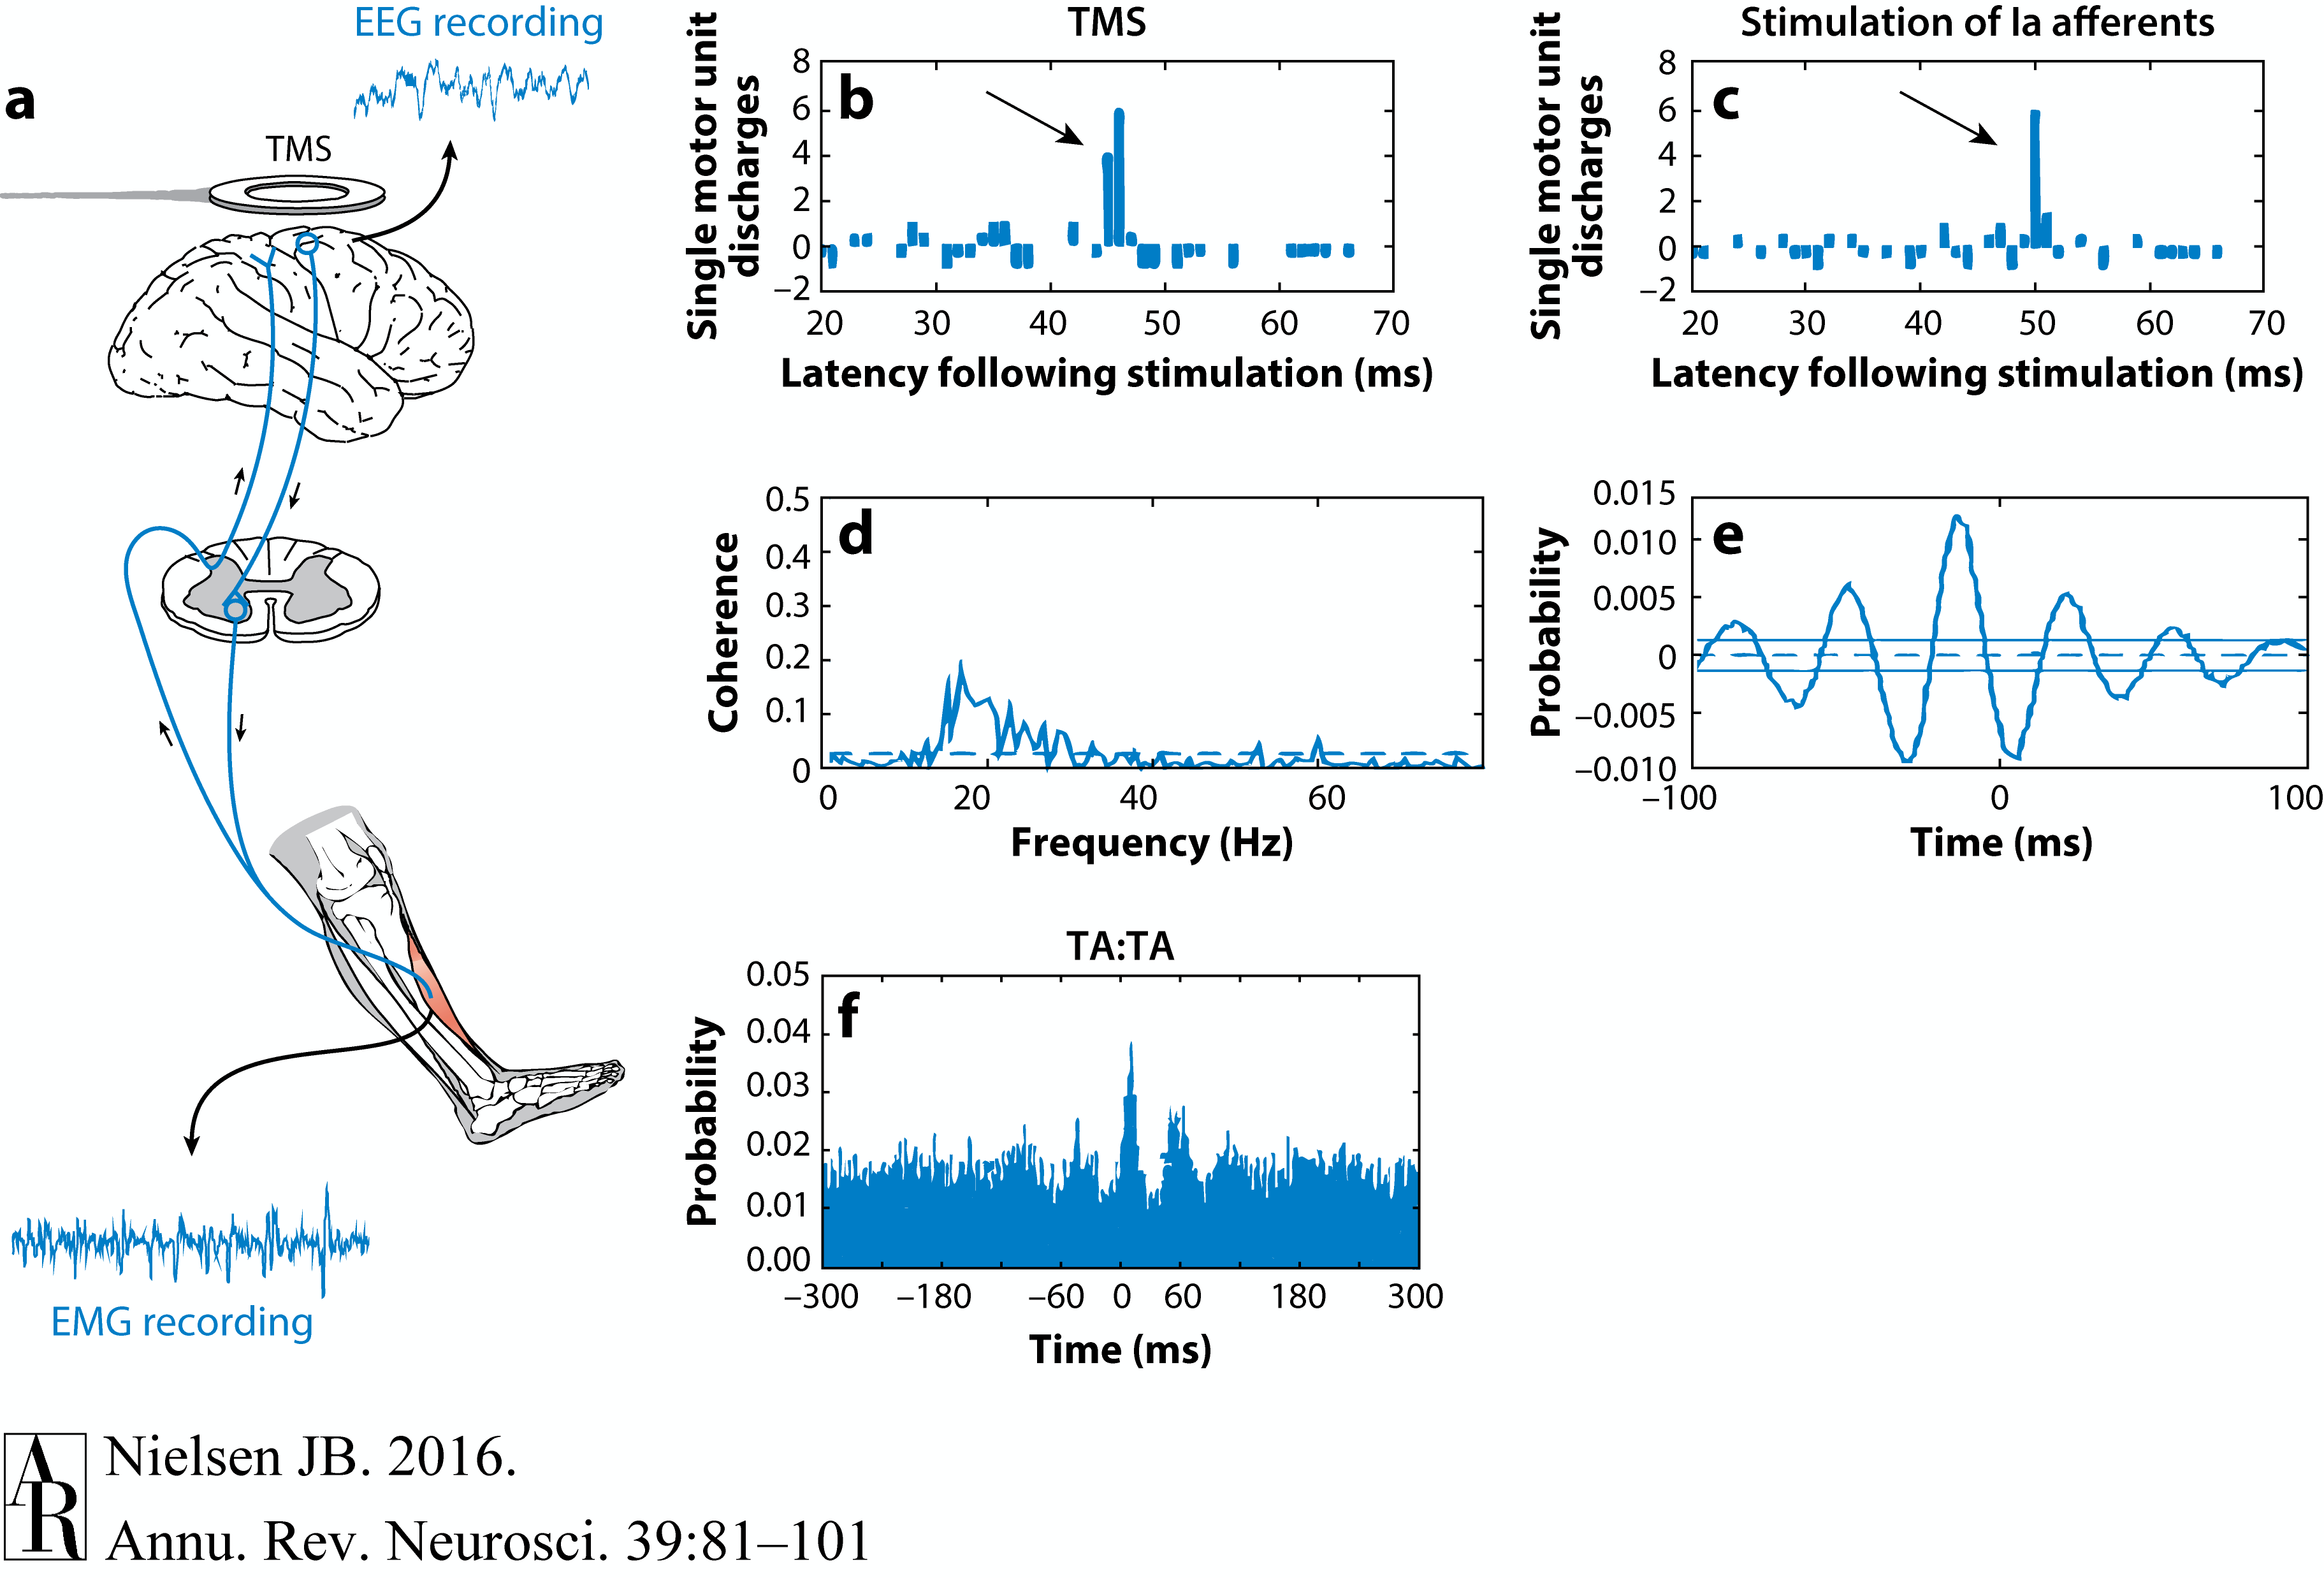 a
EEG recording
TMS
EMG recording
TMS
b
Single motor unit
discharges
8
6
4
2
0
−2
20 30 40 50 60 70
Latency following stimulation (ms)
Stimulation of Ia afferents
c
Single motor unit
discharges
8
6
4
2
0
−2
20 30 40 50 60 70
Latency following stimulation (ms)
d
Coherence
0.5
0.4
0.3
0.2
0.1
0
0 20 40 60
Frequency (Hz)
e
Probability
0.015
0.010
0.005
0
−0.005
−0.010
−100 0 100
Time (ms)
TA:TA
f
Probability
0.05
0.04
0.03
0.02
0.01
0.00
−300 −180 −60 0 60 180 300
Time (ms)
AR
Nielsen JB. 2016.
Annu. Rev. Neurosci. 39:81–101